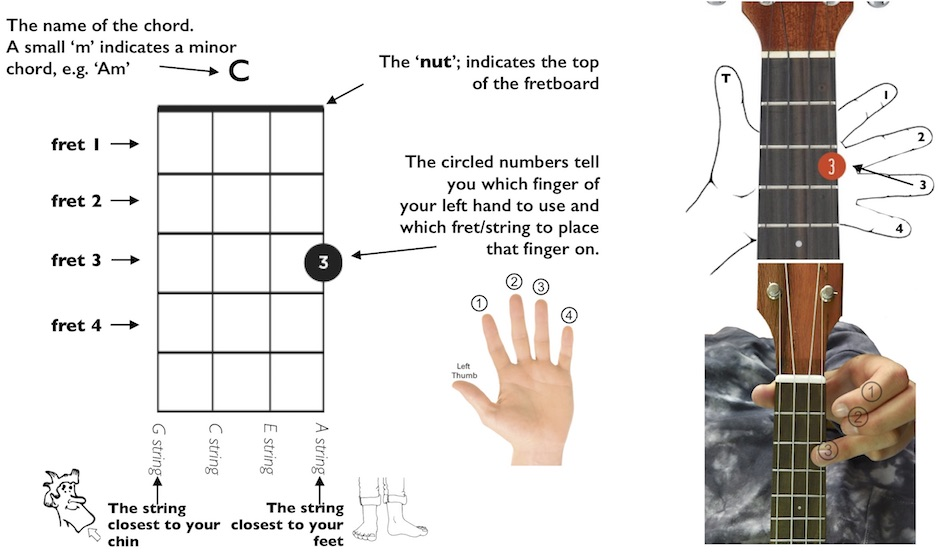 The name of the chord.
A small ‘m’ indicates a minor
chord, e.g. ‘Am’
C
The ‘nut’; indicates the top
of the fretboard
fret 1
fret 2
fret 3
fret 4
The circled numbers tell
you which finger of
your left hand to use and
which fret/string to place
that finger on.
3
1
2
3
4
Left
Thumb
G string
C string
E string
A string
The string
closest to your
chin
The string
closest to your
feet
T
1
2
3
3
4
1
2
3